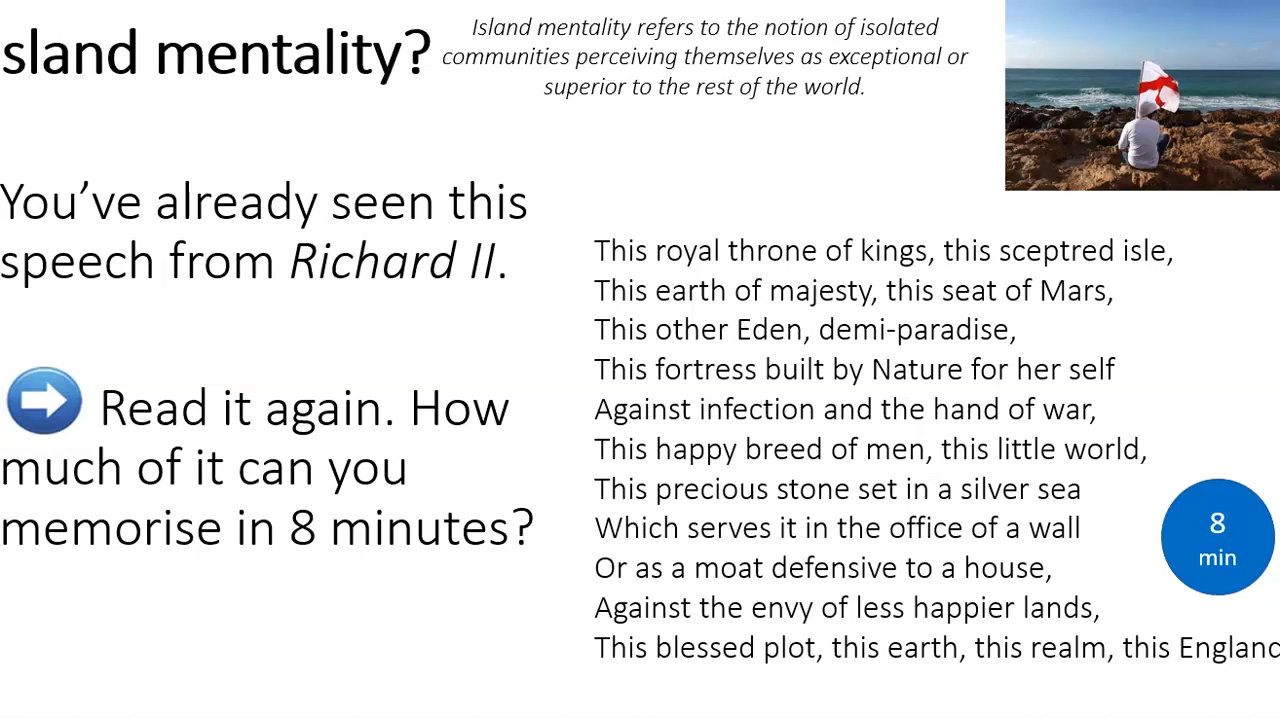 sland mentality?
Island mentality refers to the notion of isolated
communities perceiving themselves as exceptional or
superior to the rest of the world.
You've already seen this
speech from Richard II.
Read it again. How
much of it can you
memorise in 8 minutes?
This royal throne of kings, this sceptred isle,
This earth of majesty, this seat of Mars,
This other Eden, demi-paradise,
This fortress built by Nature for her self
Against infection and the hand of war,
This happy breed of men, this little world,
This precious stone set in a silver sea
Which serves it in the office of a wall
Or as a moat defensive to a house,
Against the envy of less happier lands,
This blessed plot, this earth, this realm, this England
8
min